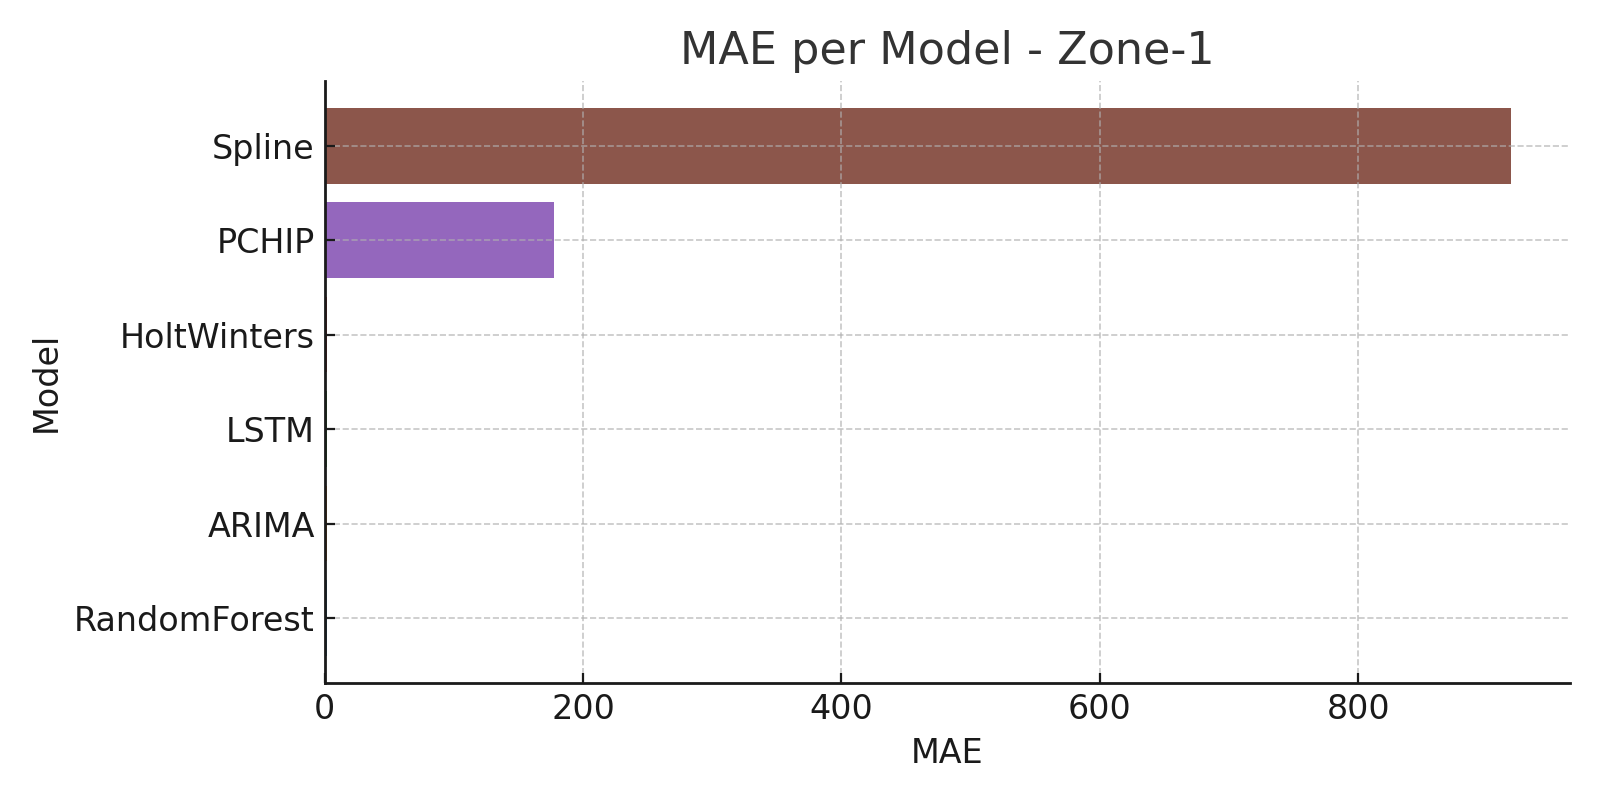 MAE per Model - Zone-1
Spline
PCHIP
HoltWinters
LSTM
ARIMA
RandomForest
Model
0 200 400 600 800
MAE